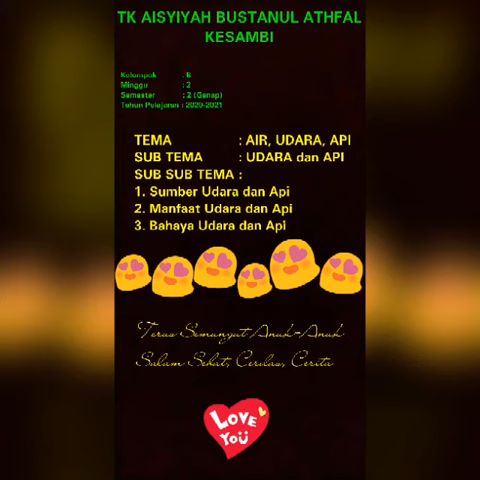 TK AISYIYAH BUSTANUL ATHFAL
KESAMBI
Kelompok : B
Minggu : 2
Semester : 2 (Genap)
Tahun Pelajaran : 2020-2021
TEMA : AIR, UDARA, API
SUB TEMA : UDARA dan API
SUB SUB TEMA :
1. Sumber Udara dan Api
2. Manfaat Udara dan Api
3. Bahaya Udara dan Api
Terus Semangat Anak-Anak
Salam Sehat, Cerdas, Ceria
LOVE
YOU